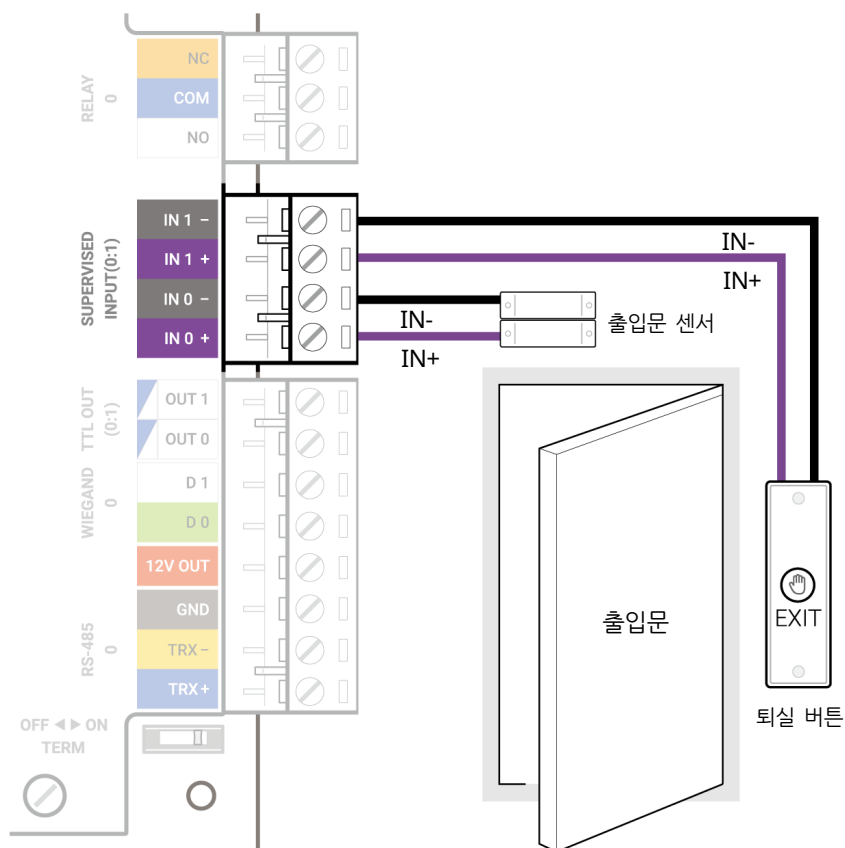 RELAY
0
NC
COM
NO
SUPERVISED
INPUT(0:1)
IN 1 –
IN 1 +
IN 0 –
IN 0 +
IN-
IN+
IN-
IN+
출입문 센서
TTL OUT
(0:1)
OUT 1
OUT 0
WIEGAND
0
D 1
D 0
12V OUT
GND
RS-485
0
TRX –
TRX +
OFF ◀ ▶ ON
TERM
출입문
EXIT
퇴실 버튼